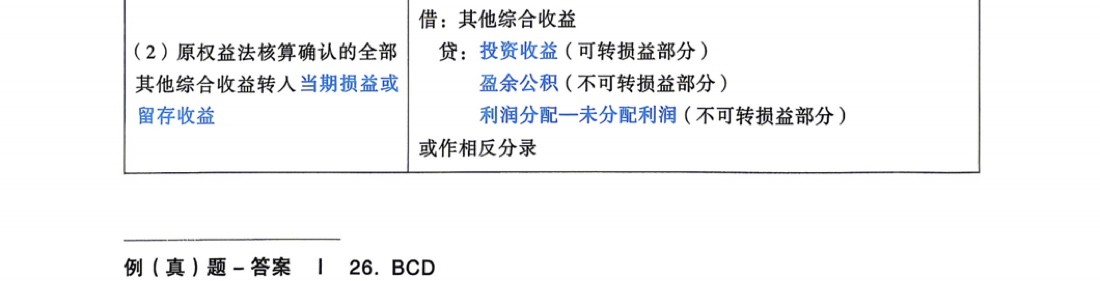 借：其他综合收益
（2）原权益法核算确认的全部
其他综合收益转人当期损益或
留存收益
贷：投资收益（可转损益部分）
盈余公积（不可转损益部分）
利润分配—未分配利润（不可转损益部分）
或作相反分录
例（真）题－答案 | 26. BCD